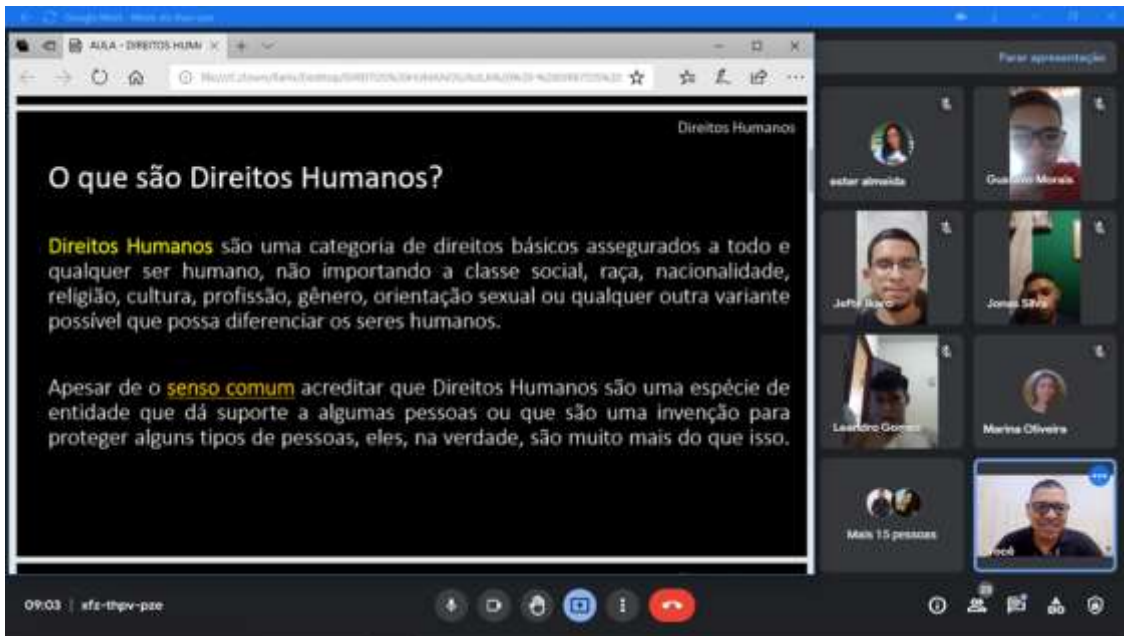 AULA - DIREITOS HUMA
Parar apresentação
Direitos Humanos
O que são Direitos Humanos?
Direitos Humanos são uma categoria de direitos básicos assegurados a todo e
qualquer ser humano, não importando a classe social, raça, nacionalidade,
religião, cultura, profissão, gênero, orientação sexual ou qualquer outra variante
possível que possa diferenciar os seres humanos.
Apesar de o senso comum acreditar que Direitos Humanos são uma espécie de
entidade que dá suporte a algumas pessoas ou que são uma invenção para
proteger alguns tipos de pessoas, eles, na verdade, são muito mais do que isso.
ester almeida
Morais
Jonas Silva
Leandro Gomes
Marina Oliveira
Mais 15 pessoas
Você
09:03 | xfz-thpv-pze